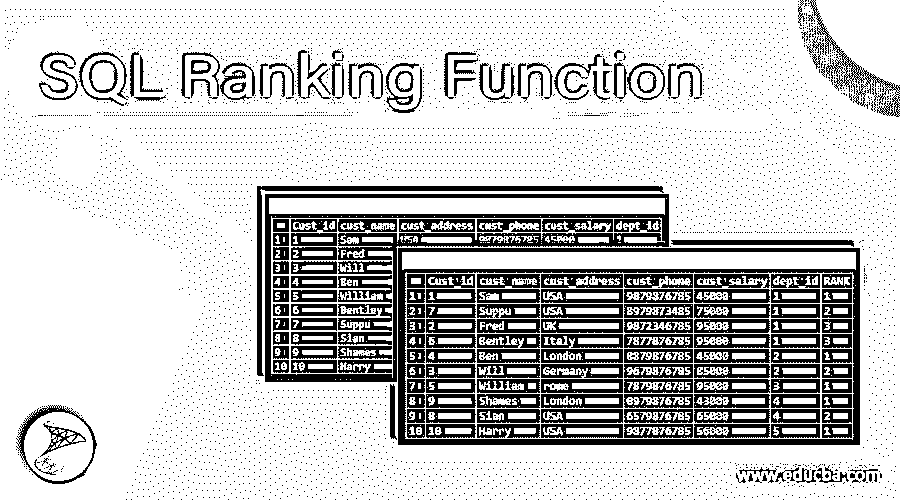 SQL Ranking Function
Cust_id cust_name cust_address cust_phone cust_salary dept_id
1 1 Sam USA 9879876785 45000 1
2 2 Fred
3 3 Will
4 4 Ben
5 5 William
6 6 Bentley
7 7 Suppu
8 8 Sian
9 9 Shames
10 10 Harry
Cust_id cust_name cust_address cust_phone cust_salary dept_id RANK
1 1 Sam USA 9879876785 45000 1 1
2 7 Suppu USA 8979873485 75000 1 2
3 2 Fred UK 9872346785 95000 1 3
4 6 Bentley Italy 7877876785 95000 1 3
5 4 Ben London 45000 2 1
6 3 Will Germany 9679876785 2 2
7 5 William rome 7879876785 95000 3 1
8 9 Shames London 43000 4 1
9 8 Sian USA 6579876785 65000 4 2
10 10 Harry USA 9877876785 56000 5 1
www.educba.com